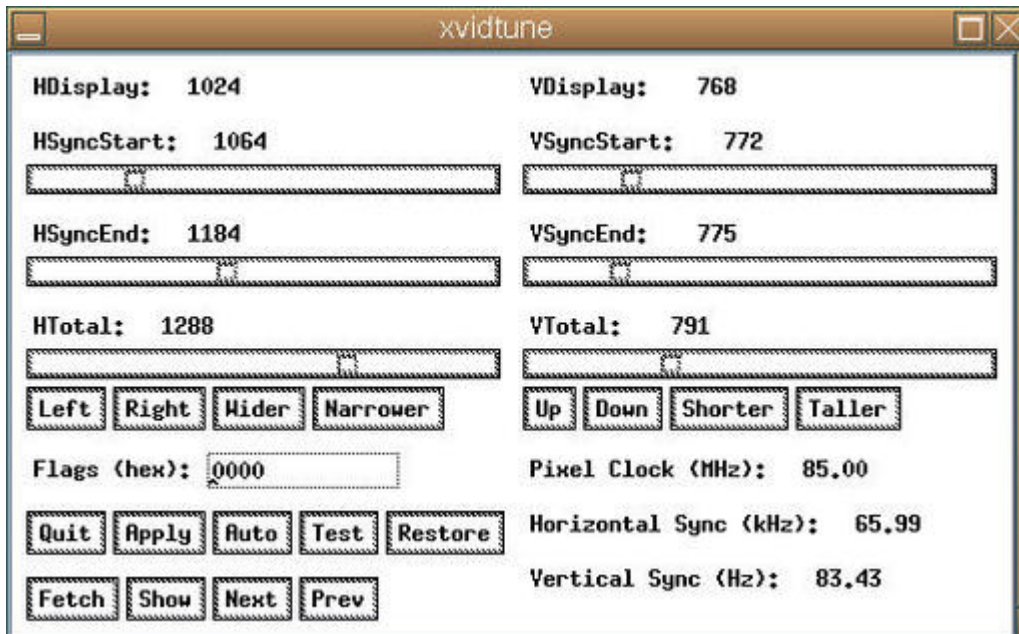 xvidtune
HDisplay: 1024 VDisplay: 768
HSyncStart: 1064 VSyncStart: 772
HSyncEnd: 1184 VSyncEnd: 775
HTotal: 1288 VTotal: 791
Left Right Wider Narrower Up Down Shorter Taller
Flags (hex): 0000 Pixel Clock (MHz): 85.00
Quit Apply Auto Test Restore Horizontal Sync (kHz): 65.99
Fetch Show Next Prev Vertical Sync (Hz): 83.43